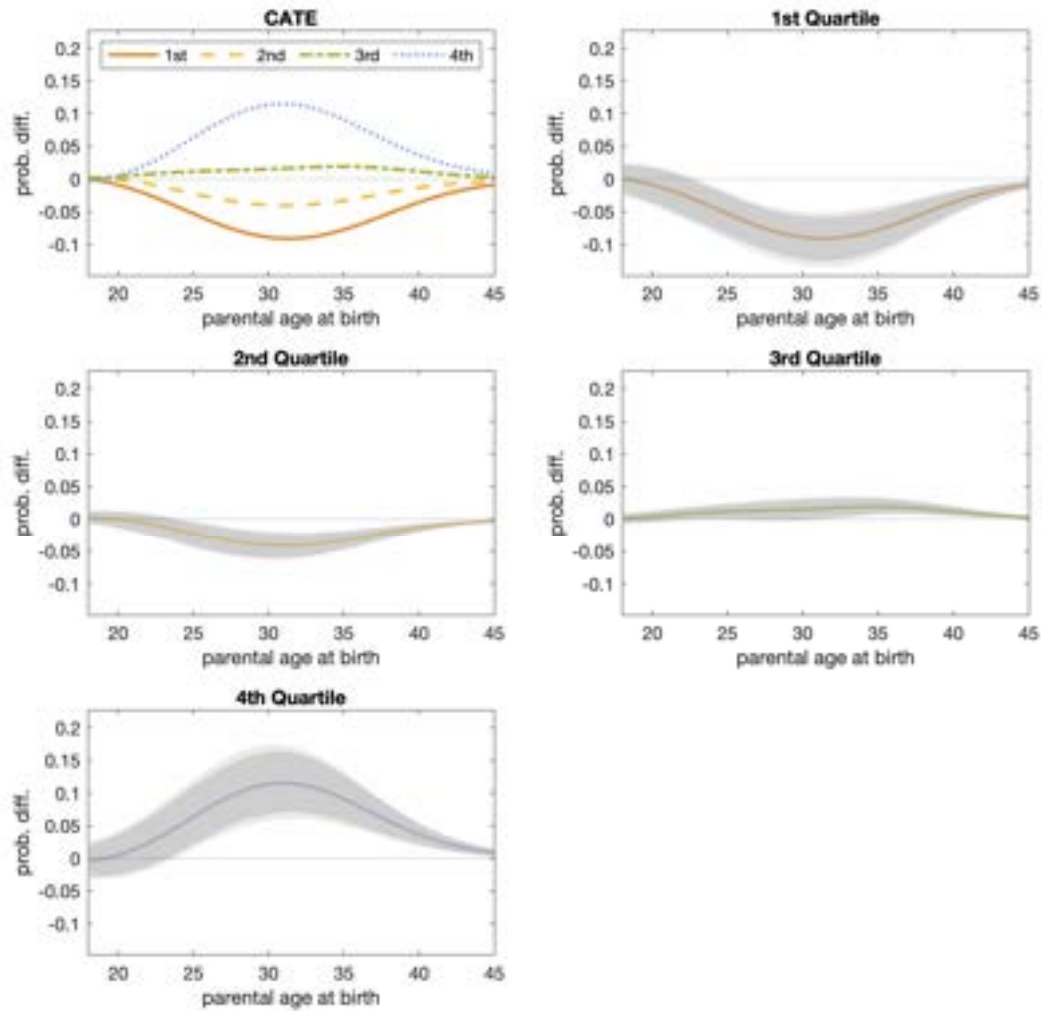 CATE
1st 2nd 3rd 4th
0.2
0.15
0.1
0.05
0
-0.05
-0.1
prob. diff.
20 25 30 35 40 45
parental age at birth
1st Quartile
0.2
0.15
0.1
0.05
0
-0.05
-0.1
prob. diff.
20 25 30 35 40 45
parental age at birth
2nd Quartile
0.2
0.15
0.1
0.05
0
-0.05
-0.1
prob. diff.
20 25 30 35 40 45
parental age at birth
3rd Quartile
0.2
0.15
0.1
0.05
0
-0.05
-0.1
prob. diff.
20 25 30 35 40 45
parental age at birth
4th Quartile
0.2
0.15
0.1
0.05
0
-0.05
-0.1
prob. diff.
20 25 30 35 40 45
parental age at birth